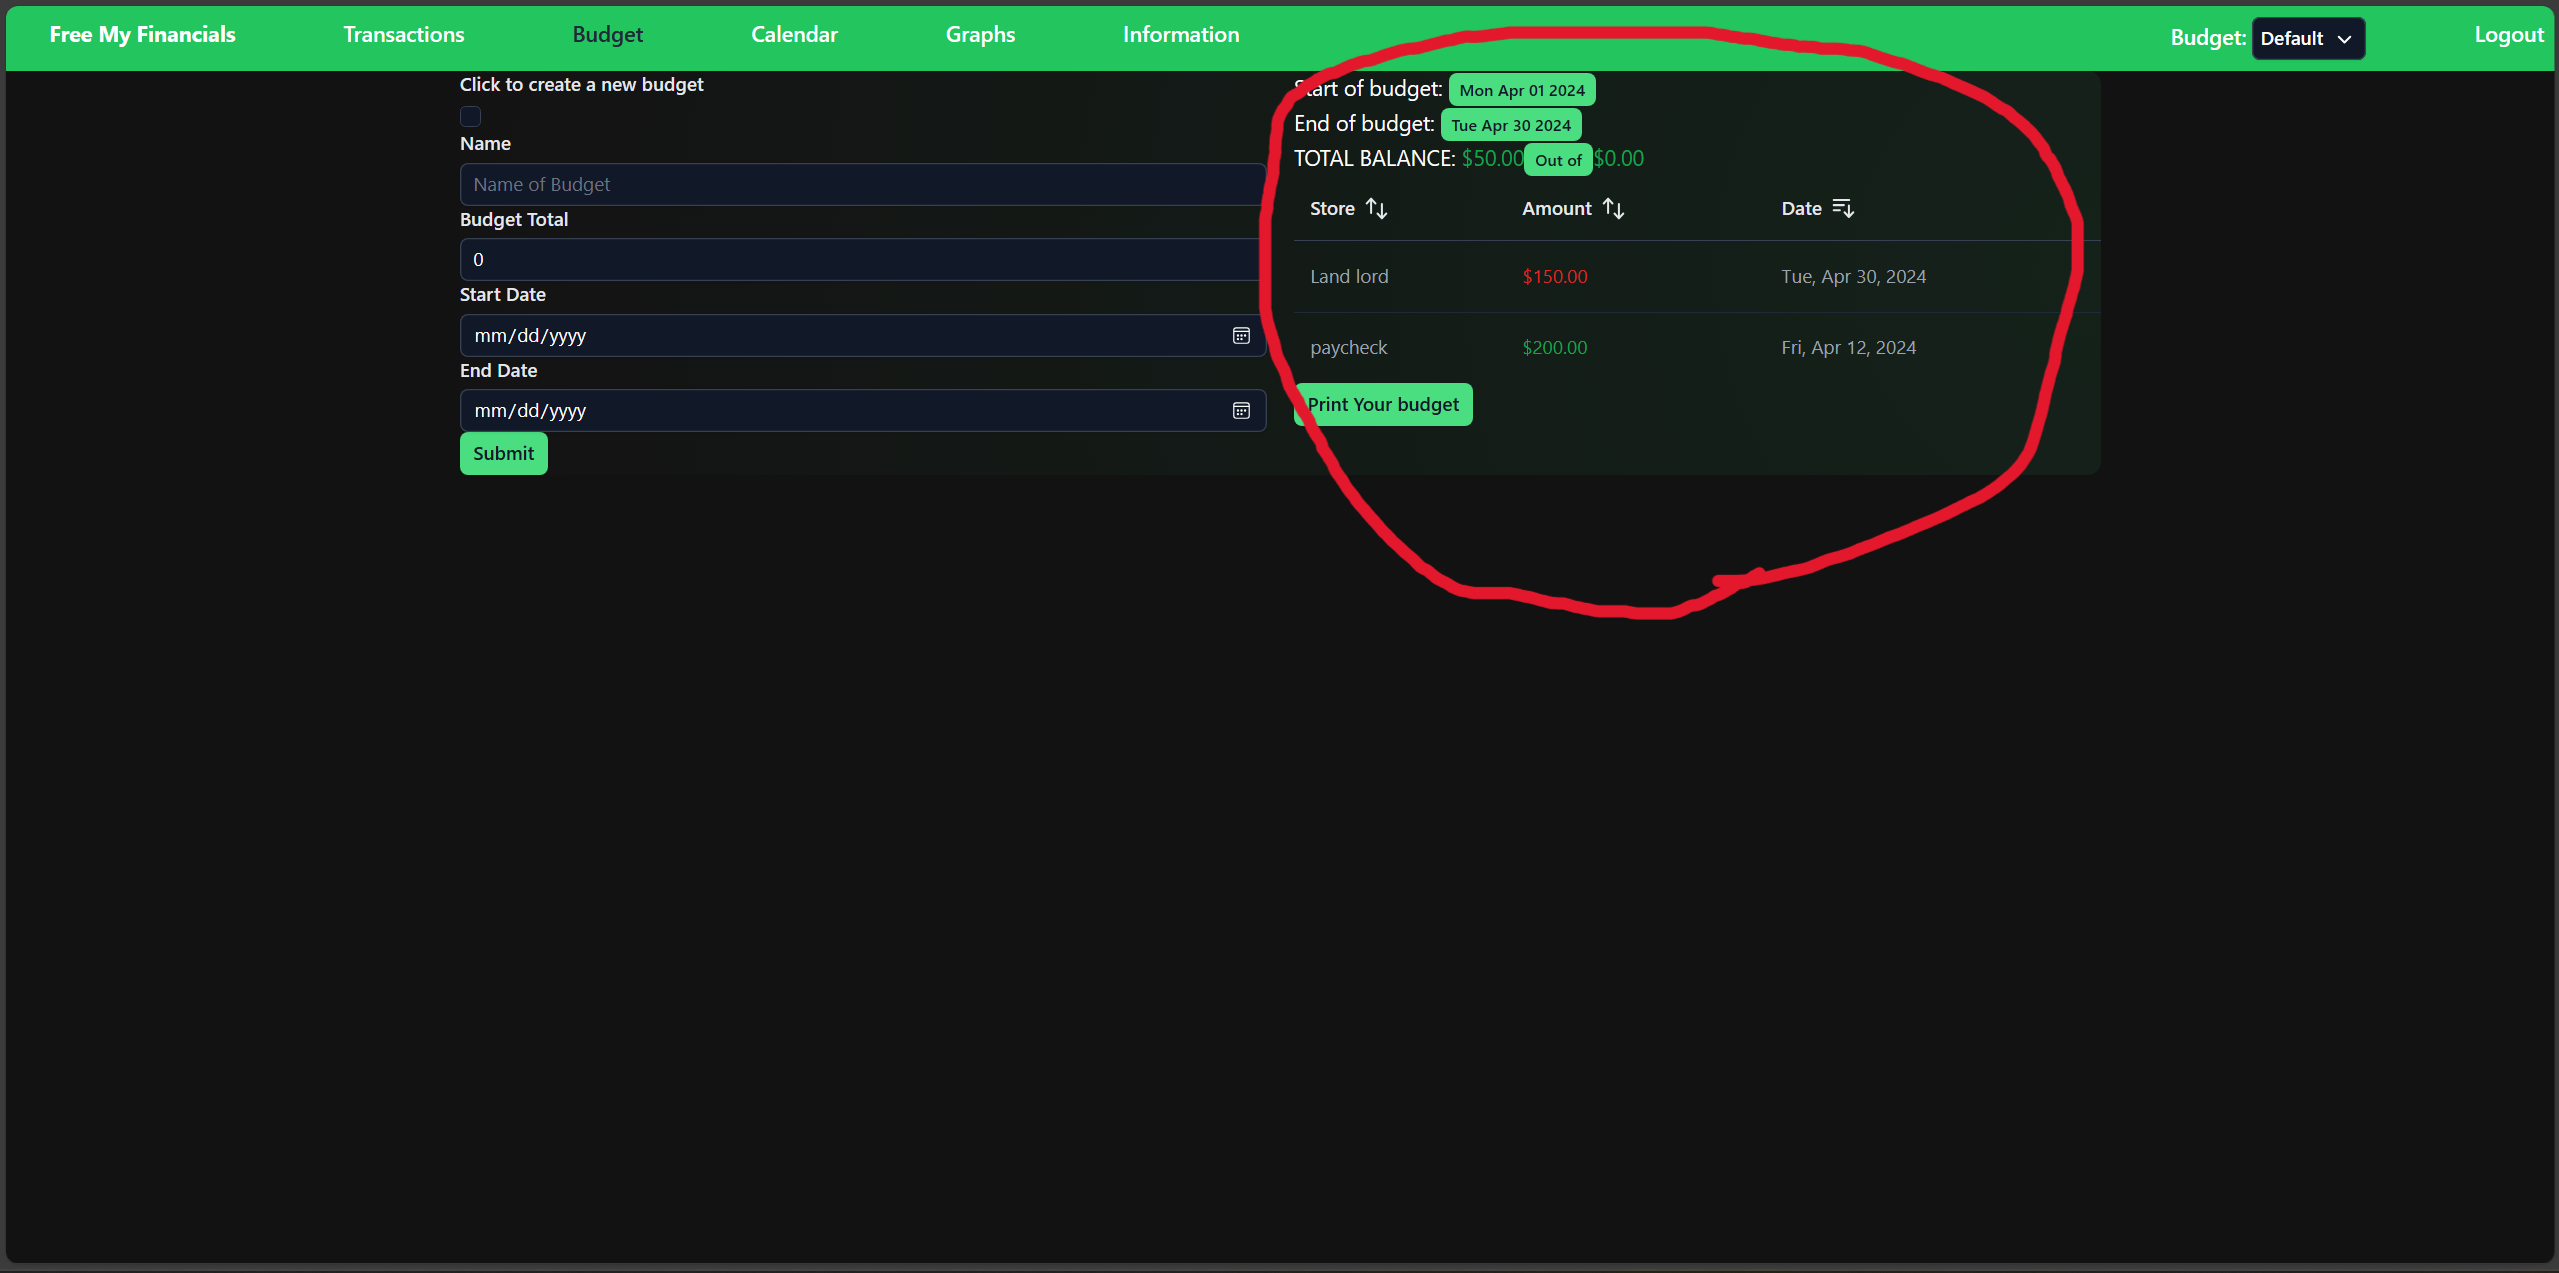 Free My Financials Transactions Budget Calendar Graphs Information Budget: Default Logout
Click to create a new budget
Name
Name of Budget
Budget Total
0
Start Date
mm/dd/yyyy
End Date
mm/dd/yyyy
Submit
Start of budget: Mon Apr 01 2024
End of budget: Tue Apr 30 2024
TOTAL BALANCE: $50.00 Out of $0.00
Store Amount Date
Land lord $150.00 Tue, Apr 30, 2024
paycheck $200.00 Fri, Apr 12, 2024
Print Your budget